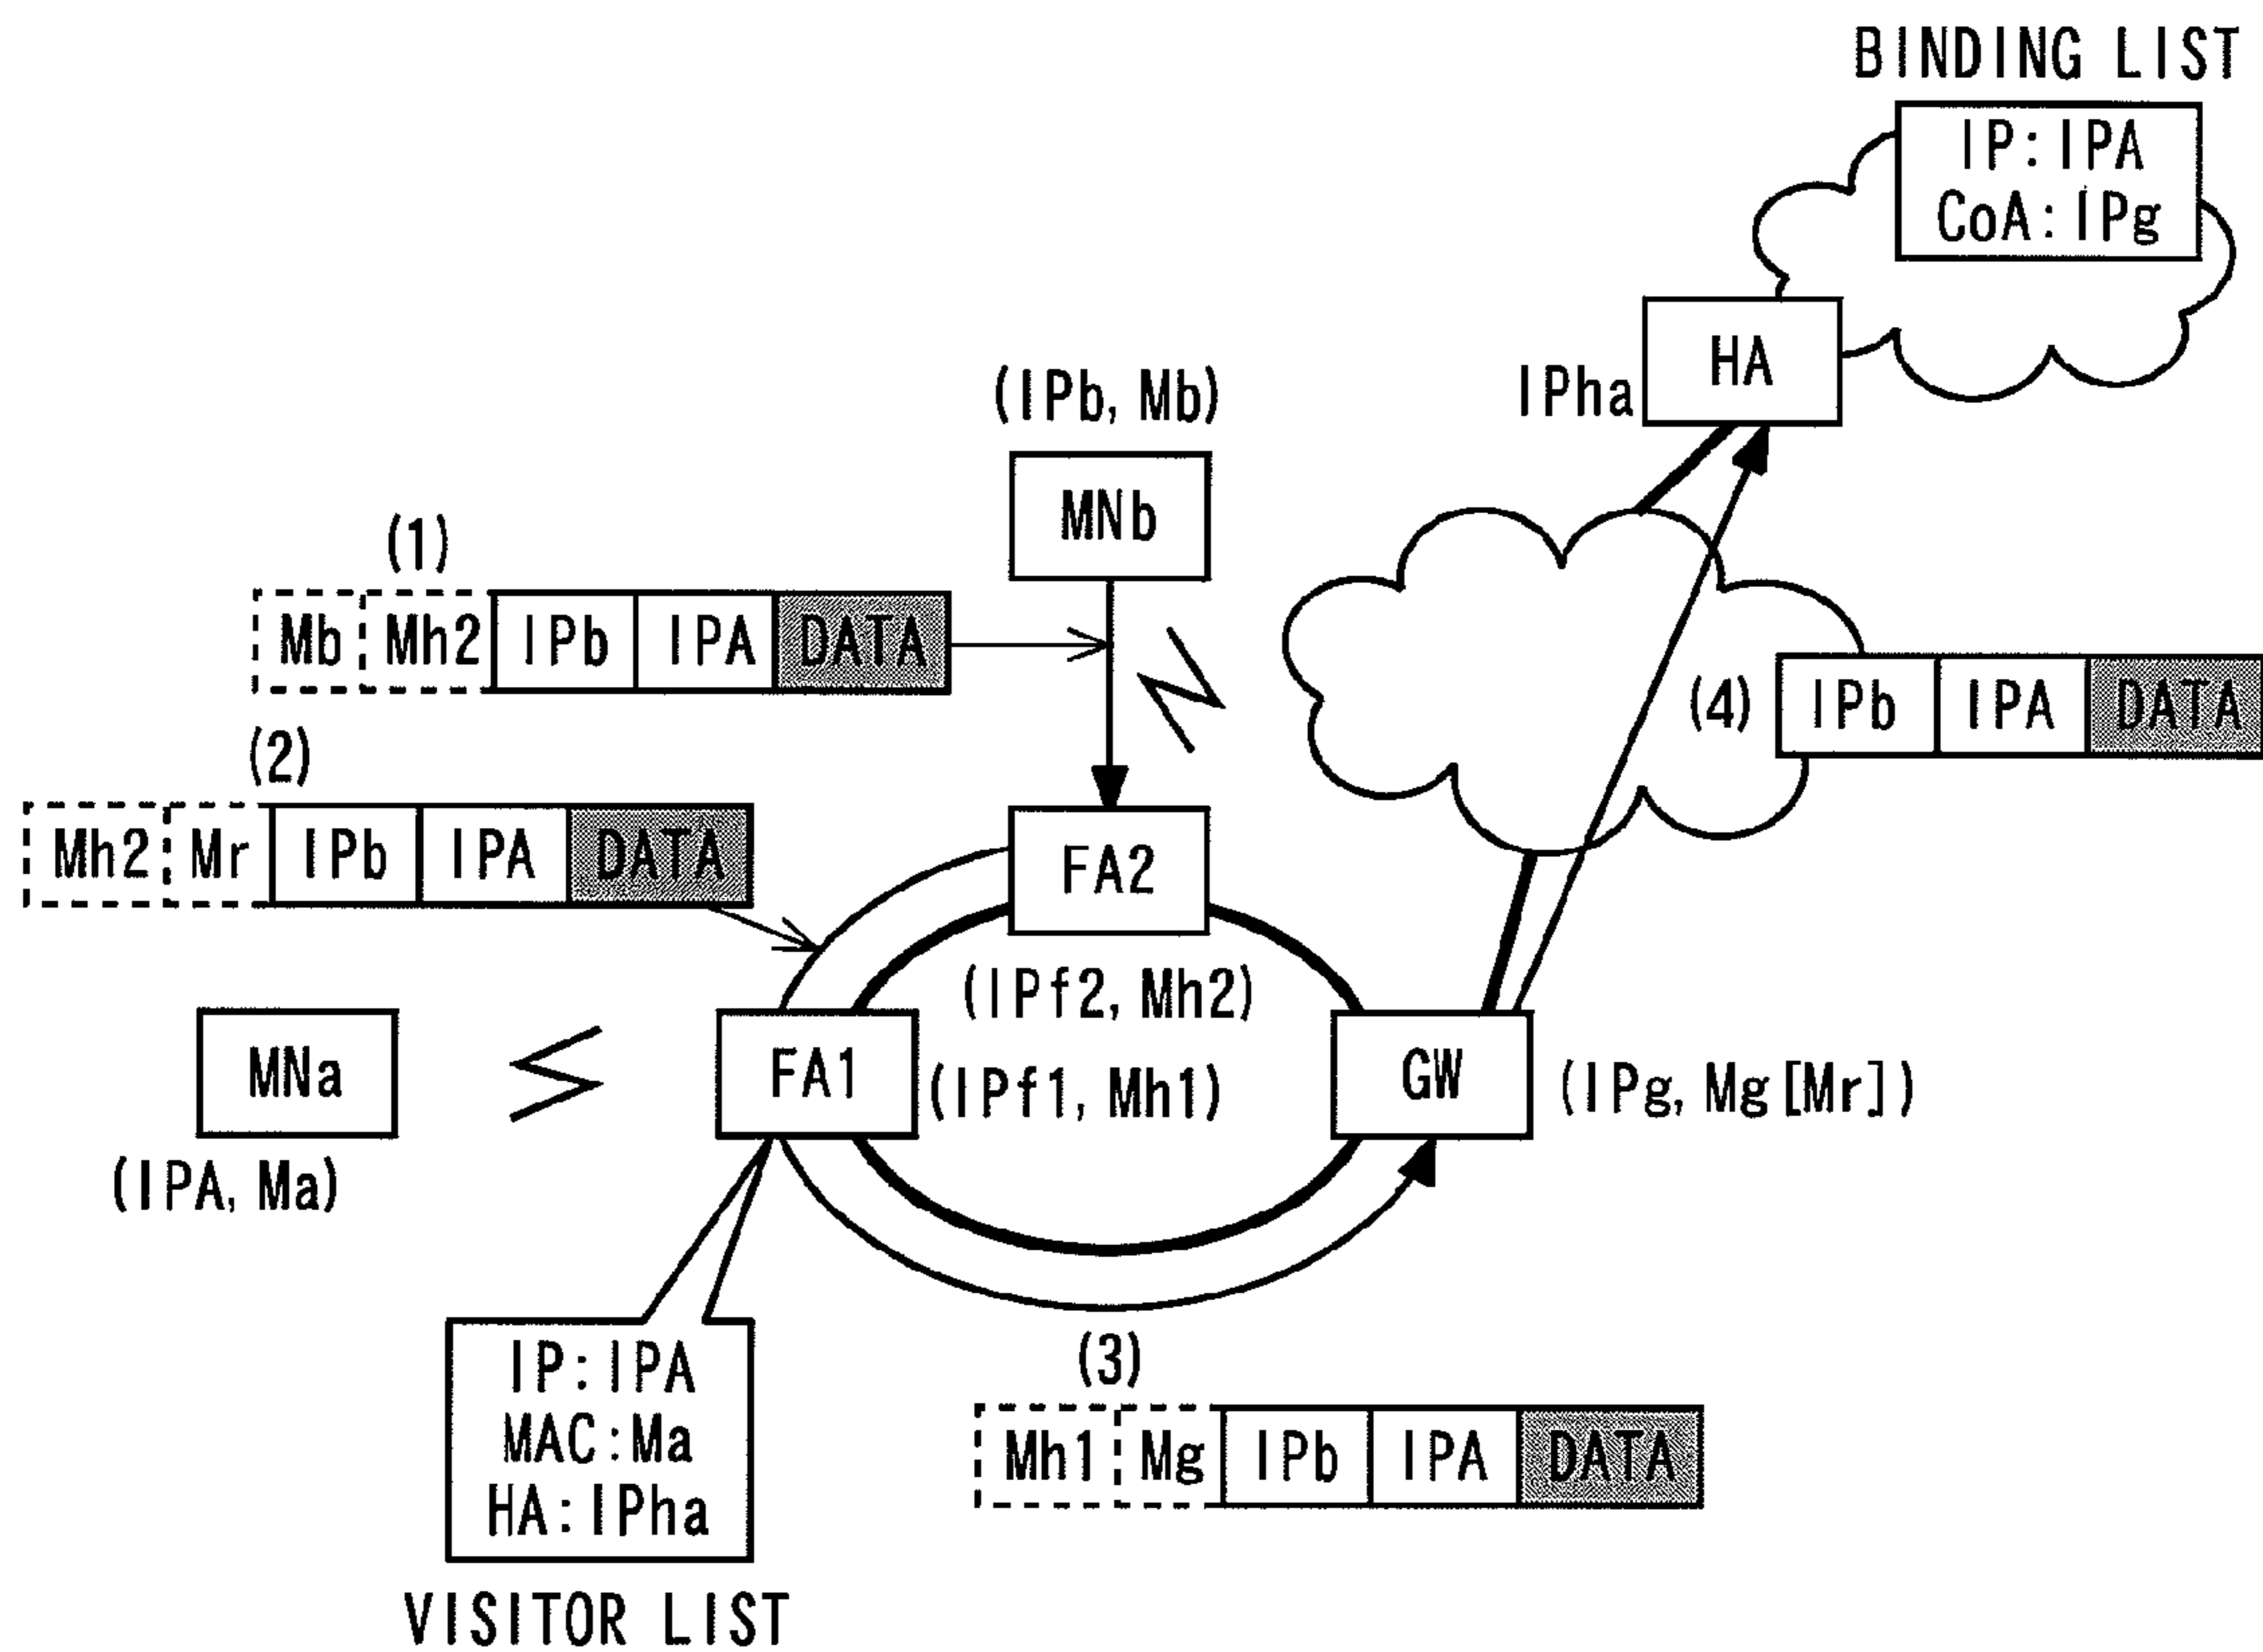 BINDING LIST
IP:IPA
CoA:IPg
HA
IPha
(IPb, Mb)
MNb
(1)
Mb Mh2 IPb IPA DATA
(4) IPb IPA DATA
(2)
Mh2 Mr IPb IPA DATA
FA2
(IPf2, Mh2)
MNa
(IPA, Ma)
FA1
(IPf1, Mh1)
GW
(IPg, Mg[Mr])
(3)
Mh1 Mg IPb IPA DATA
IP:IPA
MAC:Ma
HA:IPha
VISITOR LIST